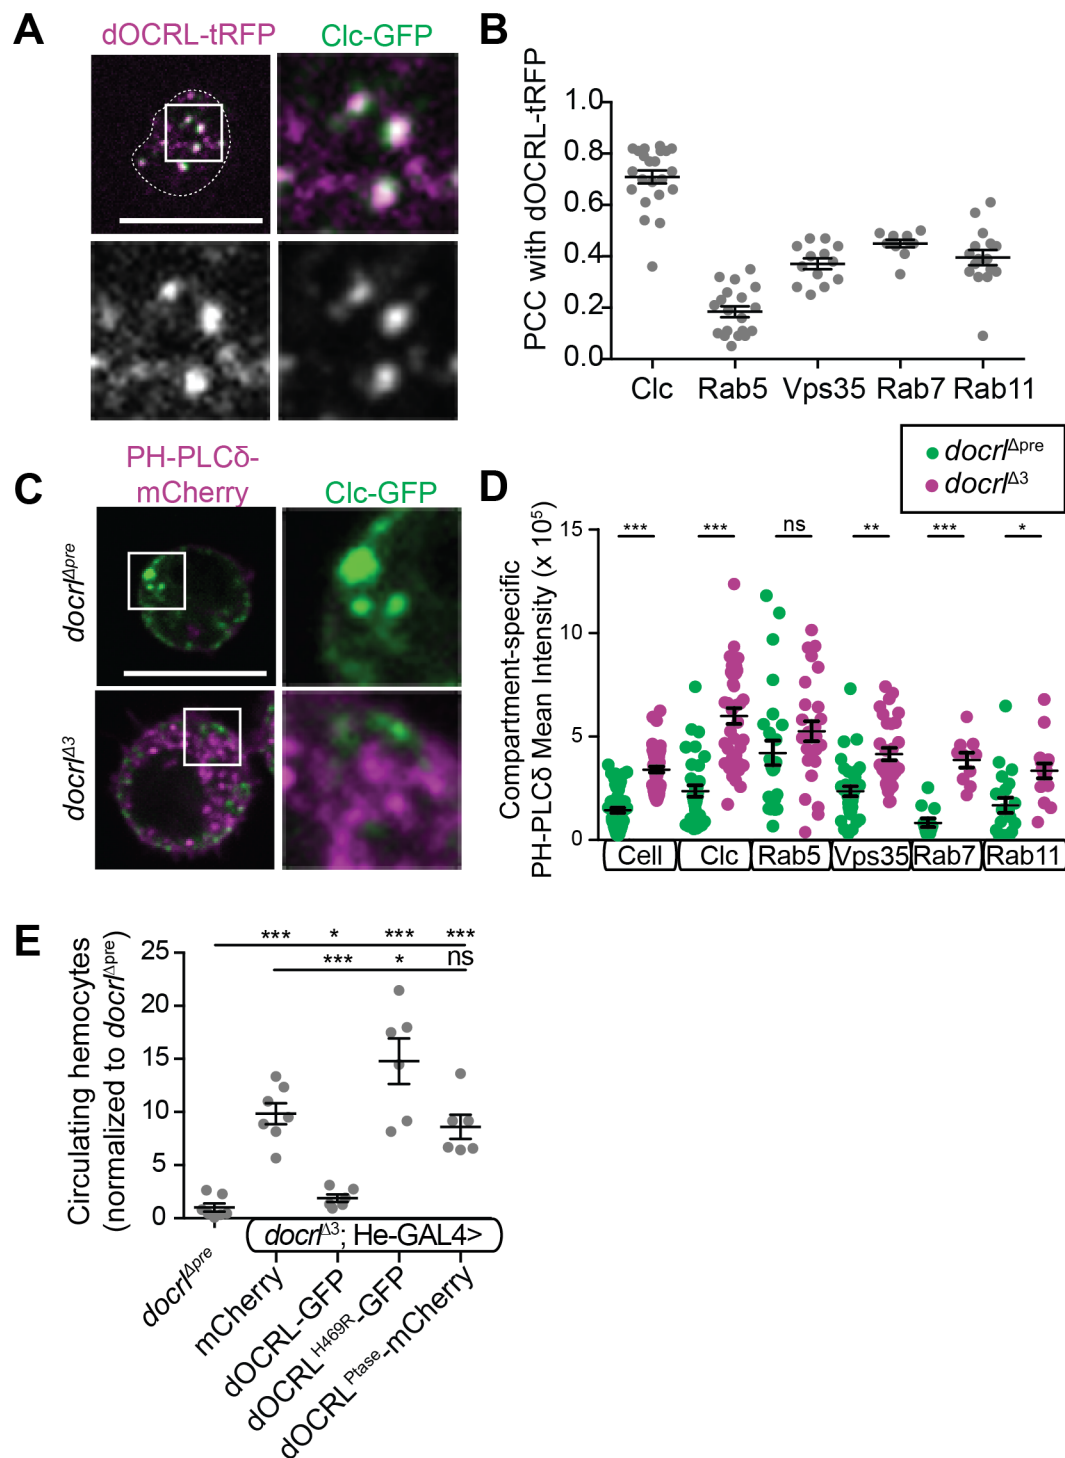 A
dOCRL-tRFP
Clc-GFP
B
PCC with dOCRL-tRFP
1.0
0.8
0.6
0.4
0.2
0.0
Clc
Rab5
Vps35
Rab7
Rab11
C
PH-PLCδ-
mCherry
Clc-GFP
docrlΔpre
docrlΔ3
docrlΔpre
docrlΔ3
D
Compartment-specific
PH-PLCδ Mean Intensity (x 10⁵)
15
10
5
0
***
***
ns
**
***
*
Cell
Clc
Rab5
Vps35
Rab7
Rab11
E
Circulating hemocytes
(normalized to docrlΔpre)
25
20
15
10
5
0
*** * *** ***
*** * ns
docrlΔ3; He-GAL4>
docrlΔpre
mCherry
dOCRL-GFP
dOCRLH469R-GFP
dOCRLPtase-mCherry